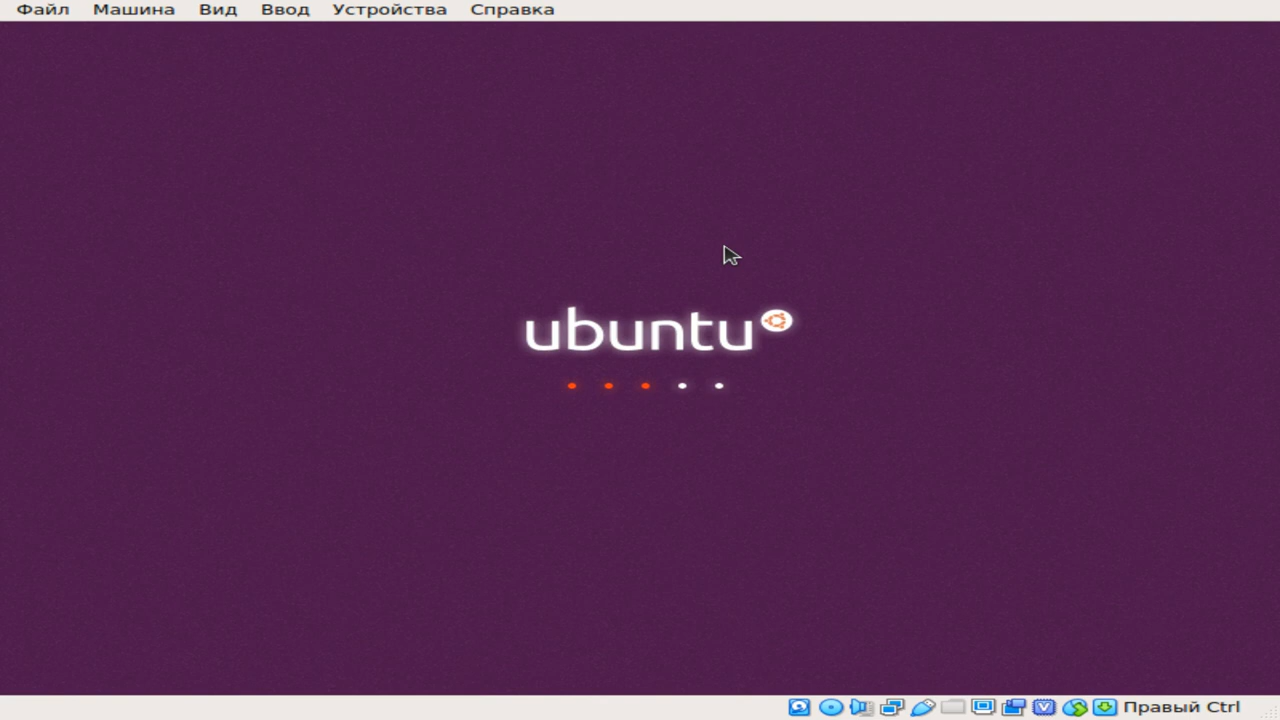 Файл Машина Вид Ввод Устройства Справка
ubuntu
Правый Ctrl